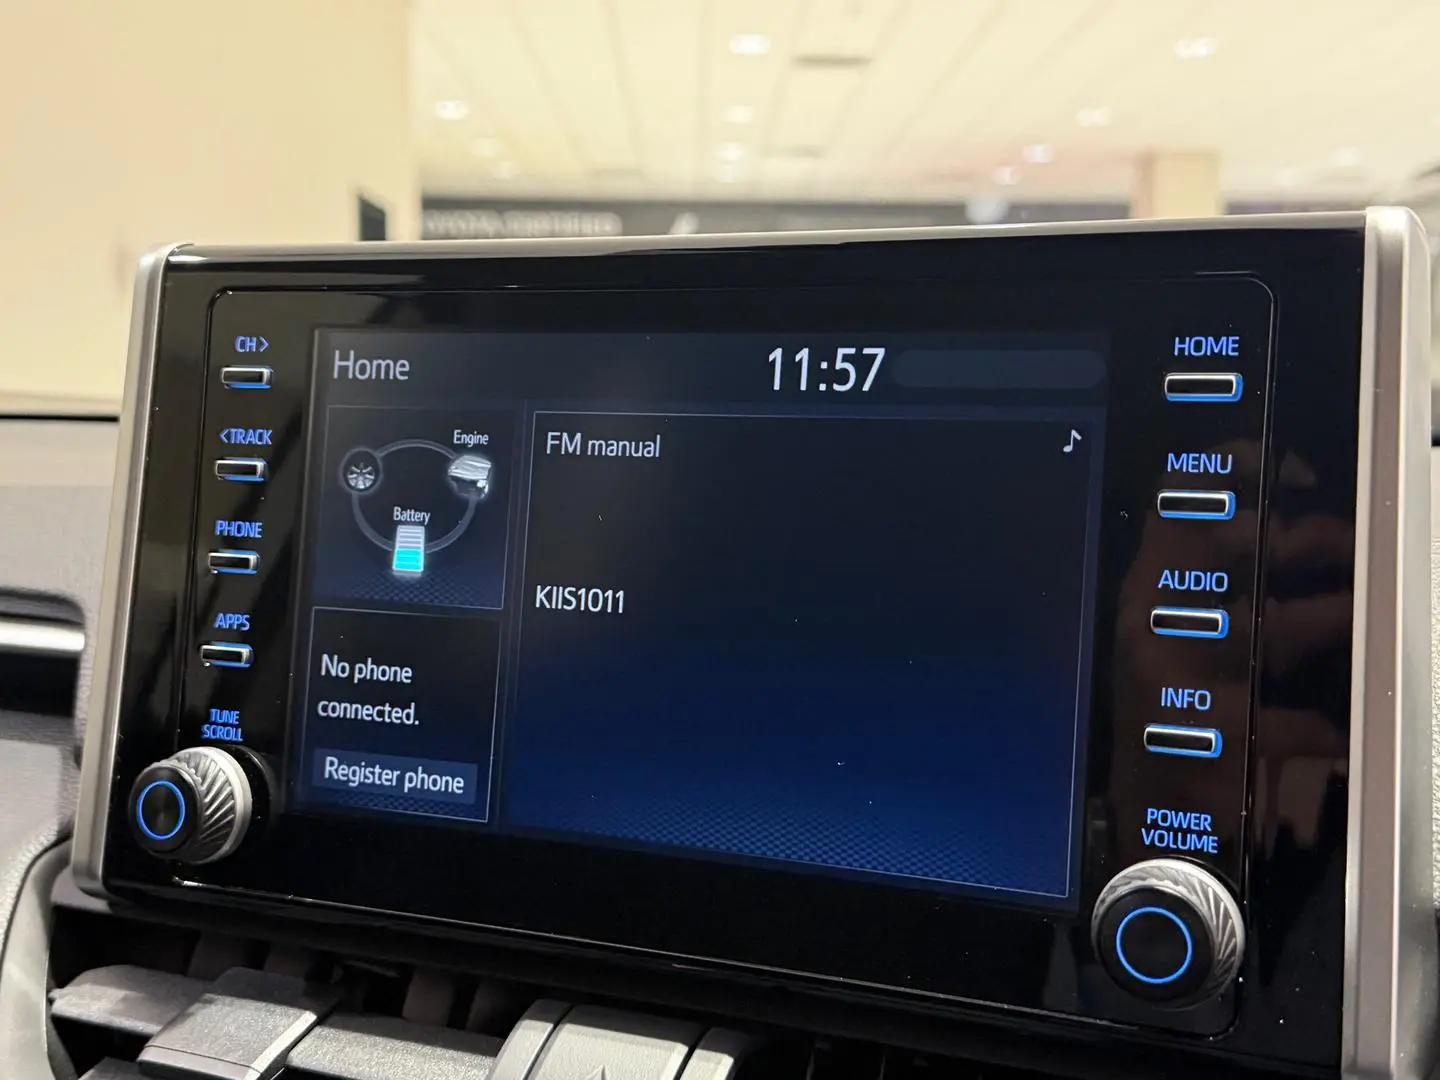 CH>
<TRACK
PHONE
APPS
TUNE
SCROLL
Home
11:57
Engine
Battery
No phone
connected.
Register phone
FM manual
KIIS1011
HOME
MENU
AUDIO
INFO
POWER
VOLUME